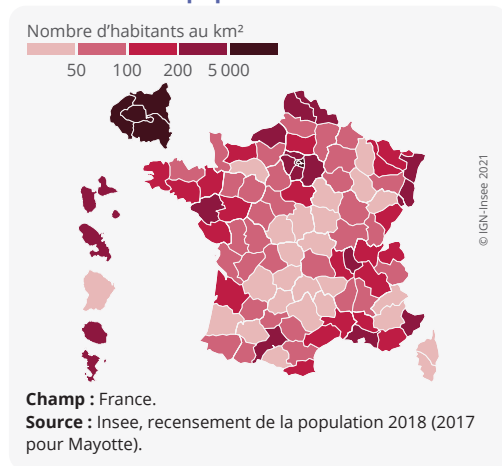 Nombre d’habitants au km²
50 100 200 5 000
© IGN-Insee 2021
Champ : France.
Source : Insee, recensement de la population 2018 (2017
pour Mayotte).